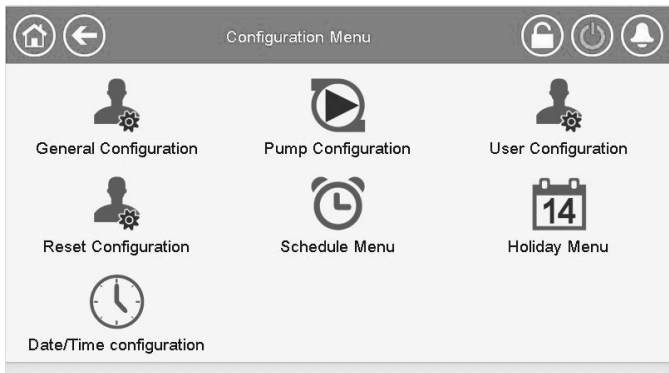 Configuration Menu
General Configuration
Pump Configuration
User Configuration
Reset Configuration
Schedule Menu
14
Holiday Menu
Date/Time configuration